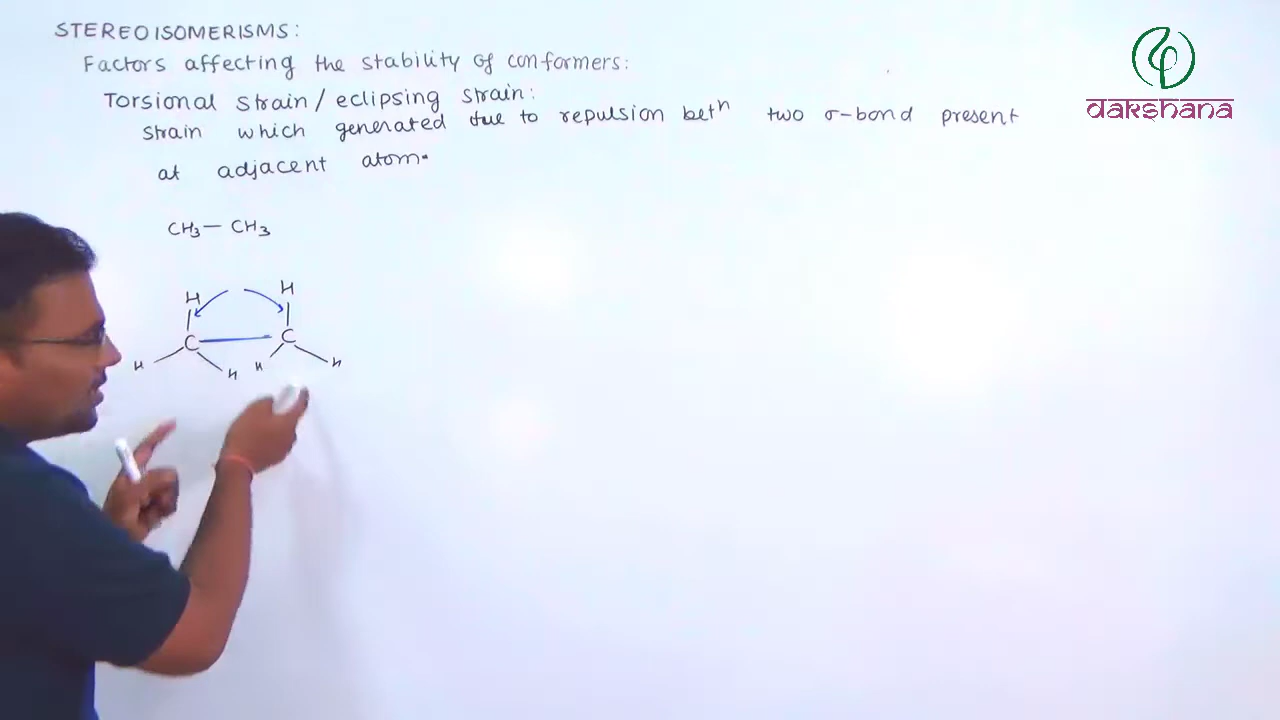 STEREOISOMERISMS:
Factors affecting the stability of conformers:
Torsional strain/eclipsing strain:
strain which generated due to repulsion betⁿ two σ-bond present
at adjacent atom.
CH₃—CH₃
H H
C C
H H H H
dakshana